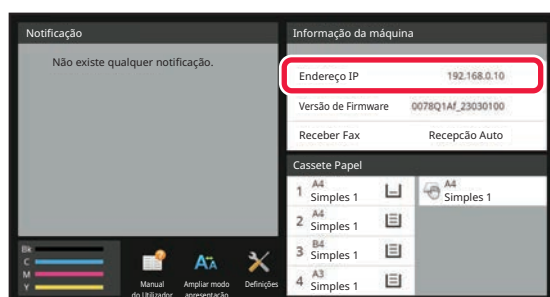 Notificação
Não existe qualquer notificação.
Informação da máquina
Endereço IP 192.168.0.10
Versão de Firmware 0078Q1Af_23030100
Receber Fax Recepcão Auto
Cassete Papel
1 A4 Simples 1
A4 Simples 1
2 A4 Simples 1
3 B4 Simples 1
4 A3 Simples 1
Bk
C
M
Y
Manual do Utilizador
AA
Ampliar modo apresentação
Definições